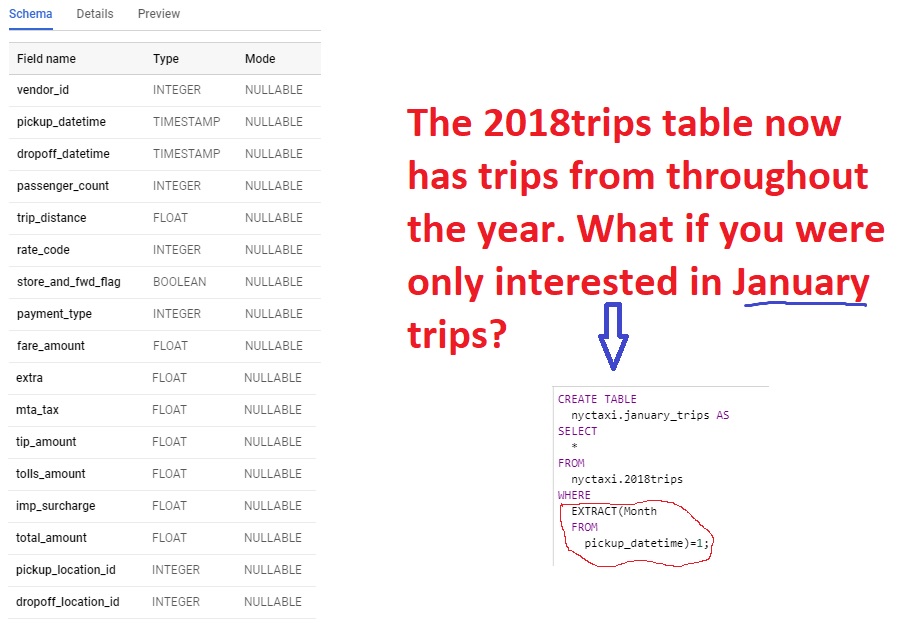 Schema Details Preview
Field name Type Mode
vendor_id INTEGER NULLABLE
pickup_datetime TIMESTAMP NULLABLE
dropoff_datetime TIMESTAMP NULLABLE
passenger_count INTEGER NULLABLE
trip_distance FLOAT NULLABLE
rate_code INTEGER NULLABLE
store_and_fwd_flag BOOLEAN NULLABLE
payment_type INTEGER NULLABLE
fare_amount FLOAT NULLABLE
extra FLOAT NULLABLE
mta_tax FLOAT NULLABLE
tip_amount FLOAT NULLABLE
tolls_amount FLOAT NULLABLE
imp_surcharge FLOAT NULLABLE
total_amount FLOAT NULLABLE
pickup_location_id INTEGER NULLABLE
dropoff_location_id INTEGER NULLABLE
The 2018trips table now
has trips from throughout
the year. What if you were
only interested in January
trips?
CREATE TABLE
nyctaxi.january_trips AS
SELECT
*
FROM
nyctaxi.2018trips
WHERE
EXTRACT(Month
FROM
pickup_datetime)=1;